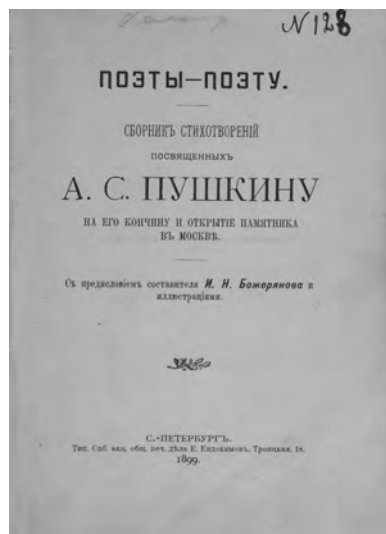 N 128
ПОЭТЫ—ПОЭТУ.
СБОРНИКЪ СТИХОТВОРЕНІЙ
ПОСВЯЩЕННЫХЪ
А. С. ПУШКИНУ
НА ЕГО КОНЧИНУ И ОТКРЫТІЕ ПАМЯТНИКА
ВЪ МОСКВѢ.
Съ предисловіемъ составителя И. Н. Божерянова и
иллюстраціями.
С.-ПЕТЕРБУРГЪ.
Тип. Спб. акц. общ. печ. дѣла Е. Евдокимовъ, Троицкая, 18.
1899.